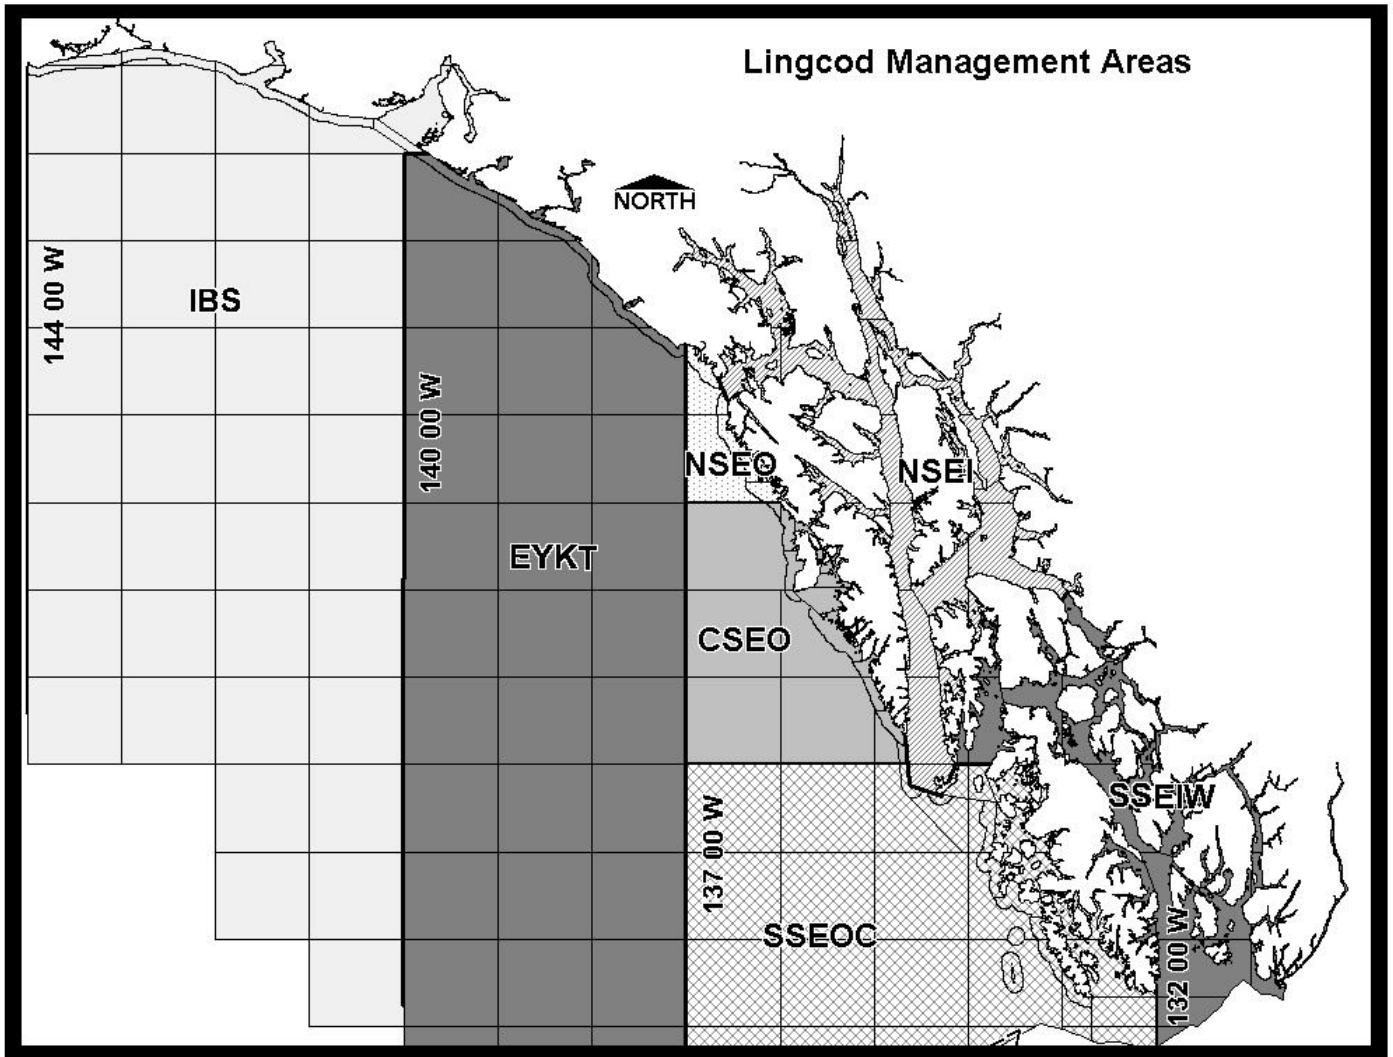 Lingcod Management Areas
NORTH
144 00 W
IBS
140 00 W
NSEO
NSEI
EYKT
CSEO
SSEIW
137 00 W
SSEOC
132 00 W